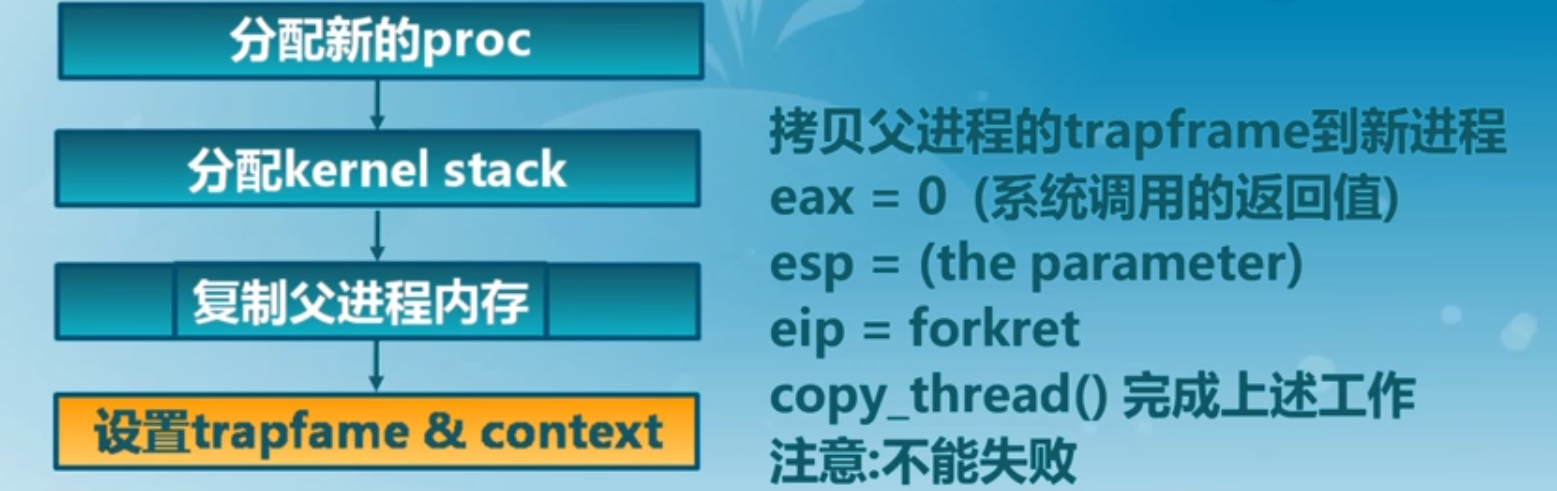 分配新的proc
分配kernel stack
复制父进程内存
设置trapfame & context
拷贝父进程的trapframe到新进程
eax = 0 (系统调用的返回值)
esp = (the parameter)
eip = forkret
copy_thread() 完成上述工作
注意:不能失败